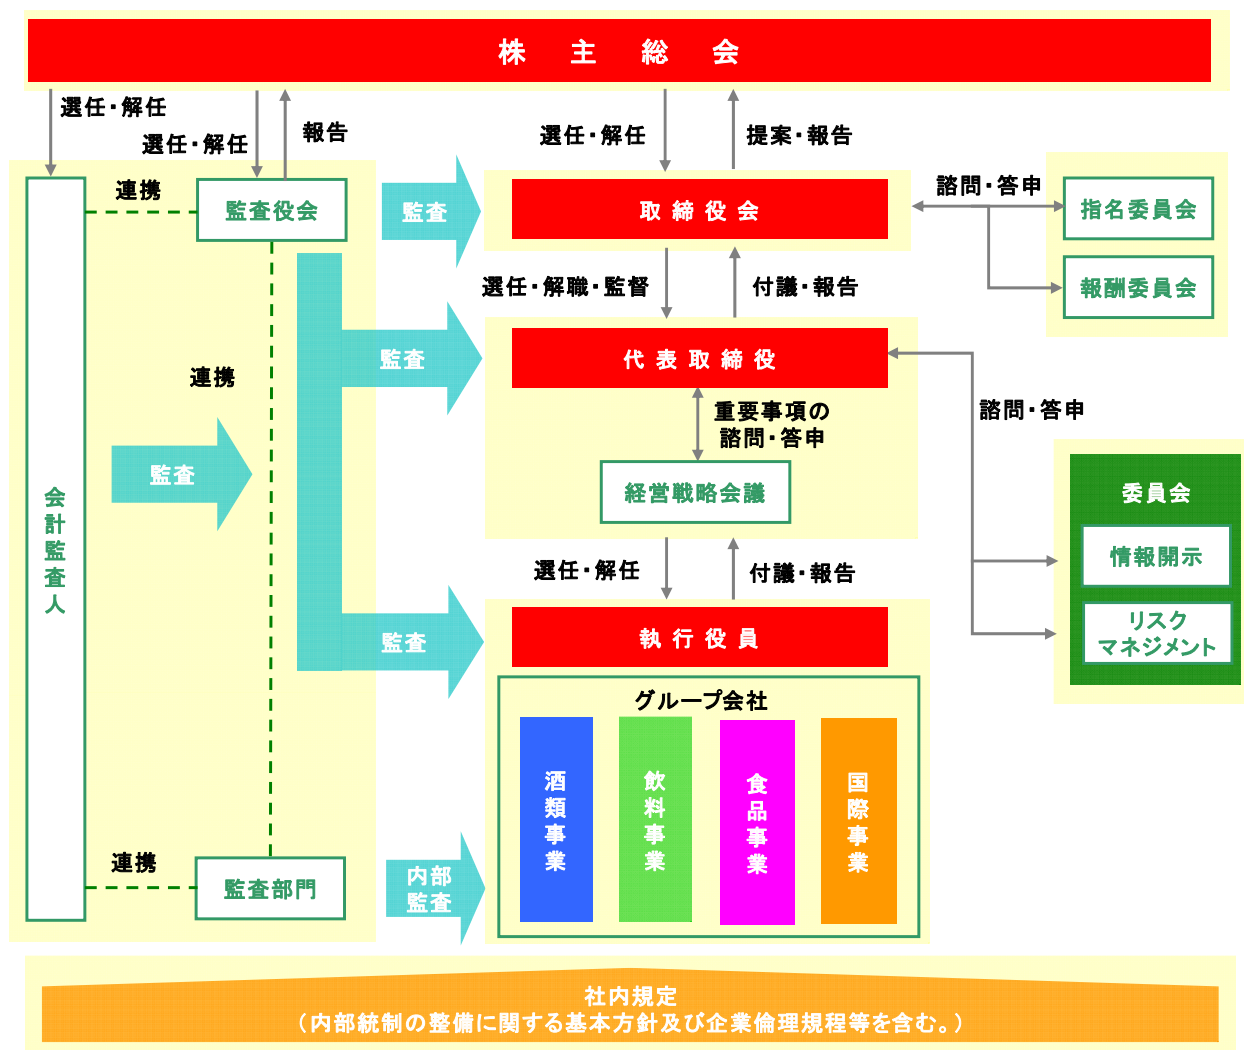 株主総会
選任・解任
選任・解任
報告
選任・解任
提案・報告
連携
監査役会
監査
取締役会
諮問・答申
指名委員会
報酬委員会
選任・解職・監督
付議・報告
監査
代表取締役
連携
諮問・答申
重要事項の
諮問・答申
監査
経営戦略会議
会計監査人
委員会
情報開示
リスク
マネジメント
選任・解任
付議・報告
監査
執行役員
グループ会社
酒類事業
飲料事業
食品事業
国際事業
連携
監査部門
内部
監査
社内規定
（内部統制の整備に関する基本方針及び企業倫理規程等を含む。）